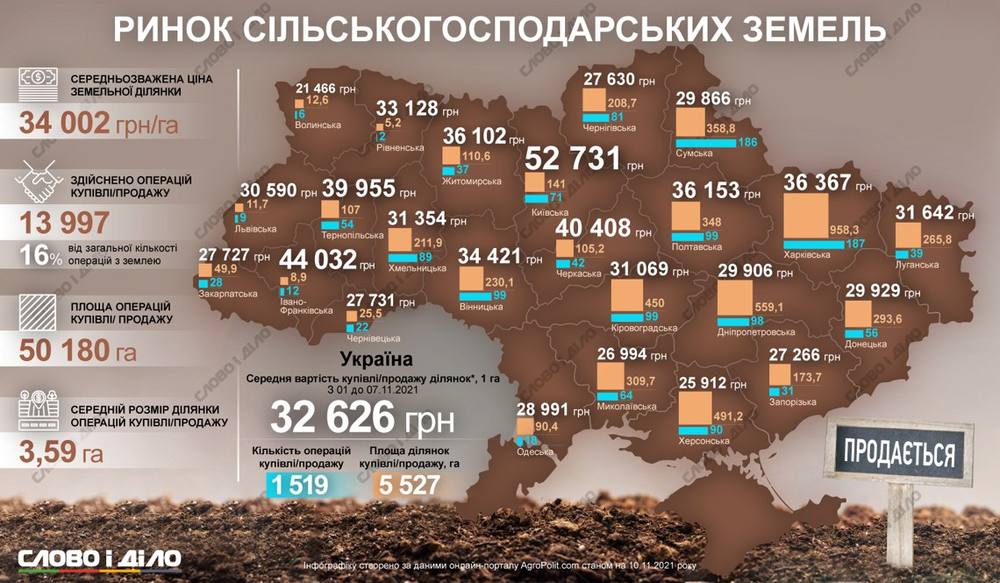 РИНОК СІЛЬСЬКОГОСПОДАРСЬКИХ ЗЕМЕЛЬ
СЕРЕДНЬОЗВАЖЕНА ЦІНА
ЗЕМЕЛЬНОЇ ДІЛЯНКИ
34 002 грн/га
ЗДІЙСНЕНО ОПЕРАЦІЙ
КУПІВЛІ/ПРОДАЖУ
13 997
16% від загальної кількості
операцій з землею
ПЛОЩА ОПЕРАЦІЙ
КУПІВЛІ/ ПРОДАЖУ
50 180 га
СЕРЕДНІЙ РОЗМІР ДІЛЯНКИ
ОПЕРАЦІЙ КУПІВЛІ/ПРОДАЖУ
3,59 га
21 466 грн
12,6
6
Волинська
33 128 грн
5,2
2
Рівненська
36 102 грн
110,6
37
Житомирська
27 630 грн
208,7
81
Чернігівська
29 866 грн
358,8
186
Сумська
52 731 грн
141
71
Київська
30 590 грн
11,7
9
Львівська
39 955 грн
107
54
Тернопільська
31 354 грн
211,9
89
Хмельницька
36 153 грн
348
99
Полтавська
36 367 грн
958,3
187
Харківська
31 642 грн
265,8
39
Луганська
27 727 грн
49,9
28
Закарпатська
44 032 грн
8,9
12
Івано-
Франківська
27 731 грн
25,5
22
Чернівецька
34 421 грн
230,1
99
Вінницька
40 408 грн
105,2
42
Черкаська
31 069 грн
450
99
Кіровоградська
29 906 грн
559,1
98
Дніпропетровська
29 929 грн
293,6
56
Донецька
26 994 грн
309,7
64
Миколаївська
25 912 грн
491,2
90
Херсонська
27 266 грн
173,7
31
Запорізька
28 991 грн
90,4
18
Одеська
Україна
Середня вартість купівлі/продажу ділянок*, 1 га
З 01 до 07.11.2021
32 626 грн
Кількість операцій
купівлі/продажу
1 519
Площа ділянок
купівлі/продажу, га
5 527
ПРОДАЄТЬСЯ
СЛОВО І ДІЛО
Інфографіку створено за даними онлайн-порталу AgroPolit.com станом на 10.11.2021 року